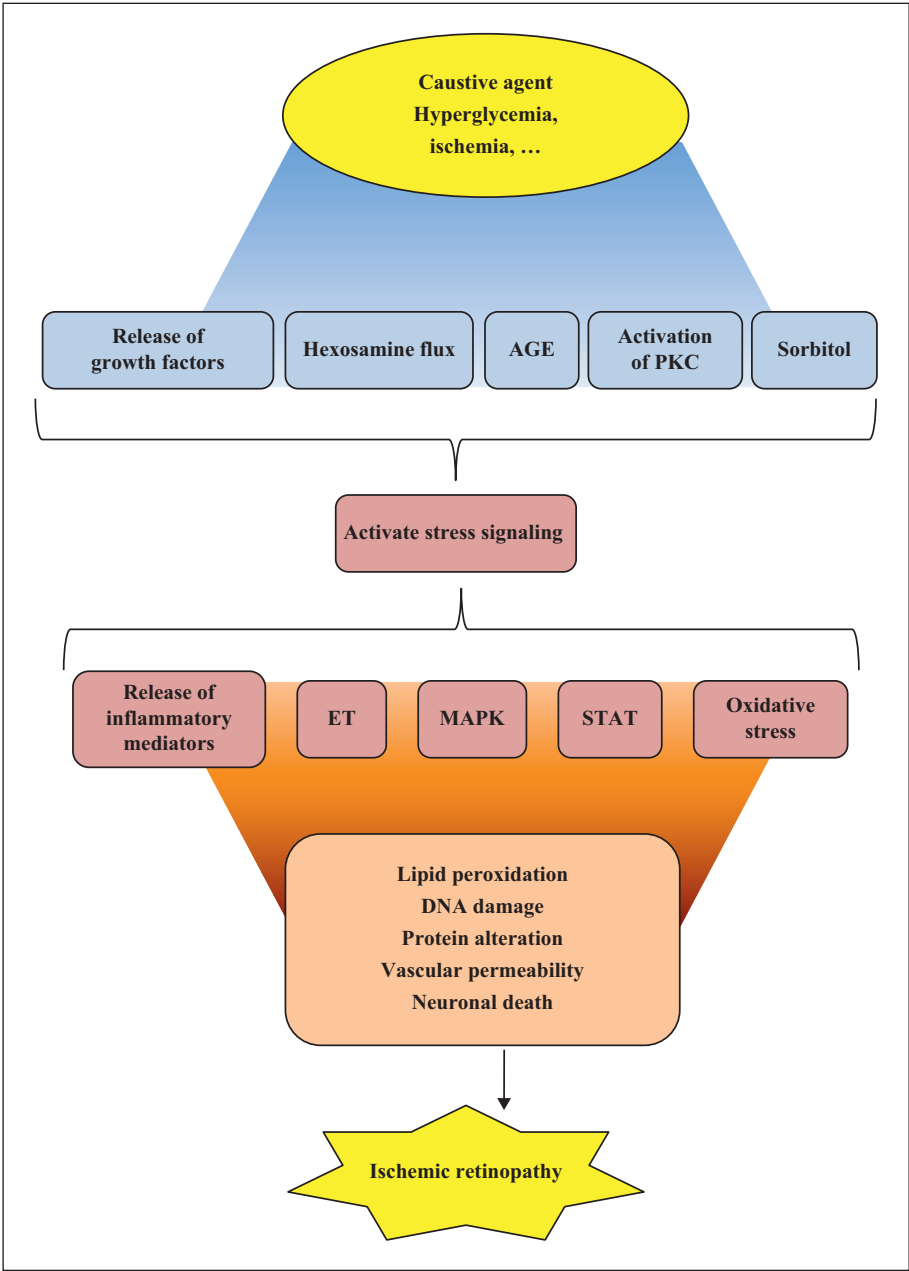 Caustive agent
Hyperglycemia,
ischemia, …
Release of
growth factors
Hexosamine flux
AGE
Activation
of PKC
Sorbitol
Activate stress signaling
Release of
inflammatory
mediators
ET
MAPK
STAT
Oxidative
stress
Lipid peroxidation
DNA damage
Protein alteration
Vascular permeability
Neuronal death
Ischemic retinopathy